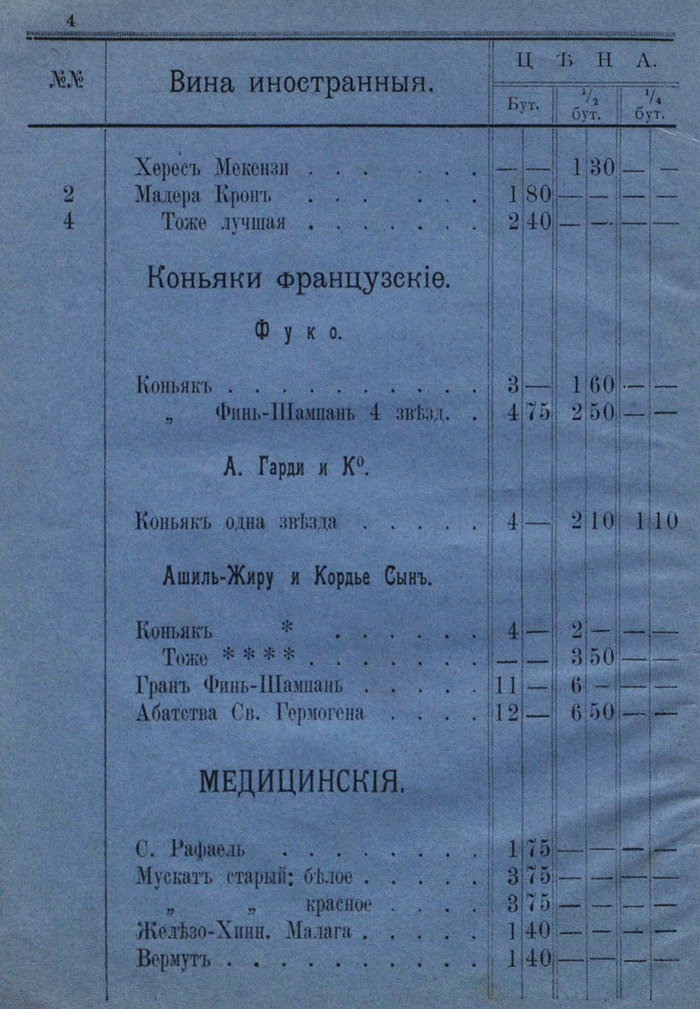 4
№№ Вина иностранныя. ЦѢНА.
Бут. 1/2 бут. 1/4 бут.
Хересъ Мекензи . . . . . . — — 1 30 — —
2 Мадера Кронъ . . . . . . 1 80 — — — —
4 Тоже лучшая . . . . . . . 2 40 — — — —
Коньяки французскіе.
Фуко.
Коньякъ . . . . . . . . . . 3 — 1 60 — —
„ Финь-Шампань 4 звѣзд. . 4 75 2 50 — —
А. Гарди и Кº.
Коньякъ одна звѣзда . . . . . 4 — 2 10 1 10
Ашиль-Жиру и Кордье Сынъ.
Коньякъ * . . . . . . 4 — 2 — — —
Тоже * * * * . . . . . . . — — 3 50 — —
Гранъ Финь-Шампань . . . . . 11 — 6 — — —
Абатства Св. Гермогена . . . . 12 — 6 50 — —
МЕДИЦИНСКІЯ.
С. Рафаель . . . . . . . . 1 75 — — — —
Мускатъ старый: бѣлое . . . . . 3 75 — — — —
„ „ красное . . . . 3 75 — — — —
Желѣзо-Хинн. Малага . . . . . 1 40 — — — —
Вермутъ . . . . . . . . . . 1 40 — — — —